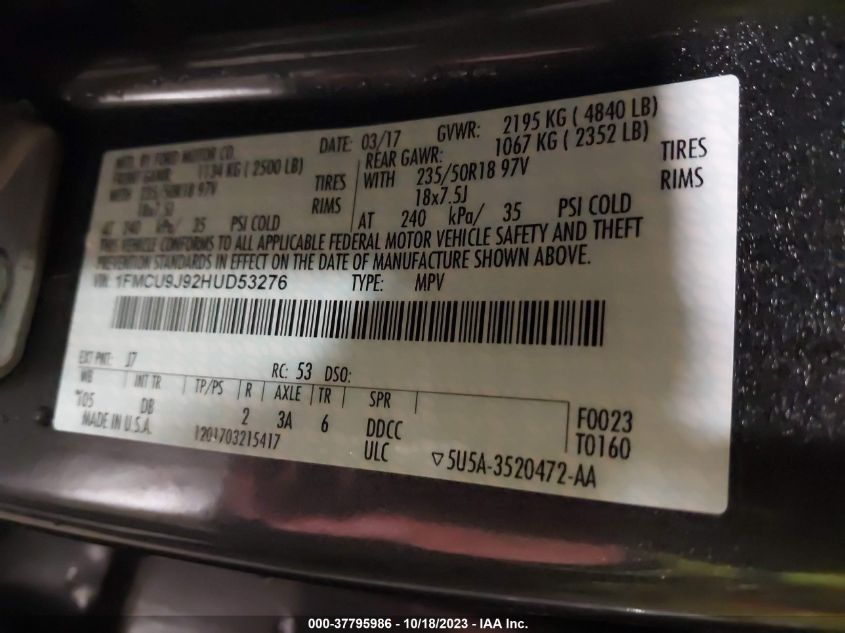 MFD. BY FORD MOTOR CO.
DATE: 03/17 GVWR: 2195 KG ( 4840 LB)
FRONT GAWR: 1134 KG ( 2500 LB)
REAR GAWR: 1067 KG ( 2352 LB)
WITH 235/50R18 97V TIRES
WITH 235/50R18 97V TIRES
18x7.5J RIMS
18x7.5J RIMS
AT 240 kPa/ 35 PSI COLD
AT 240 kPa/ 35 PSI COLD
THIS VEHICLE CONFORMS TO ALL APPLICABLE FEDERAL MOTOR VEHICLE SAFETY AND THEFT
PREVENTION STANDARDS IN EFFECT ON THE DATE OF MANUFACTURE SHOWN ABOVE.
VIN: 1FMCU9J92HUD53276 TYPE: MPV
EXT PNT: J7 RC: 53 DSO:
WB INT TR TP/PS R AXLE TR SPR
105 DB 2 3A 6 DDCC F0023
MADE IN U.S.A. 1201703215417 ULC T0160
▽5U5A-3520472-AA
000-37795986 - 10/18/2023 - IAA Inc.